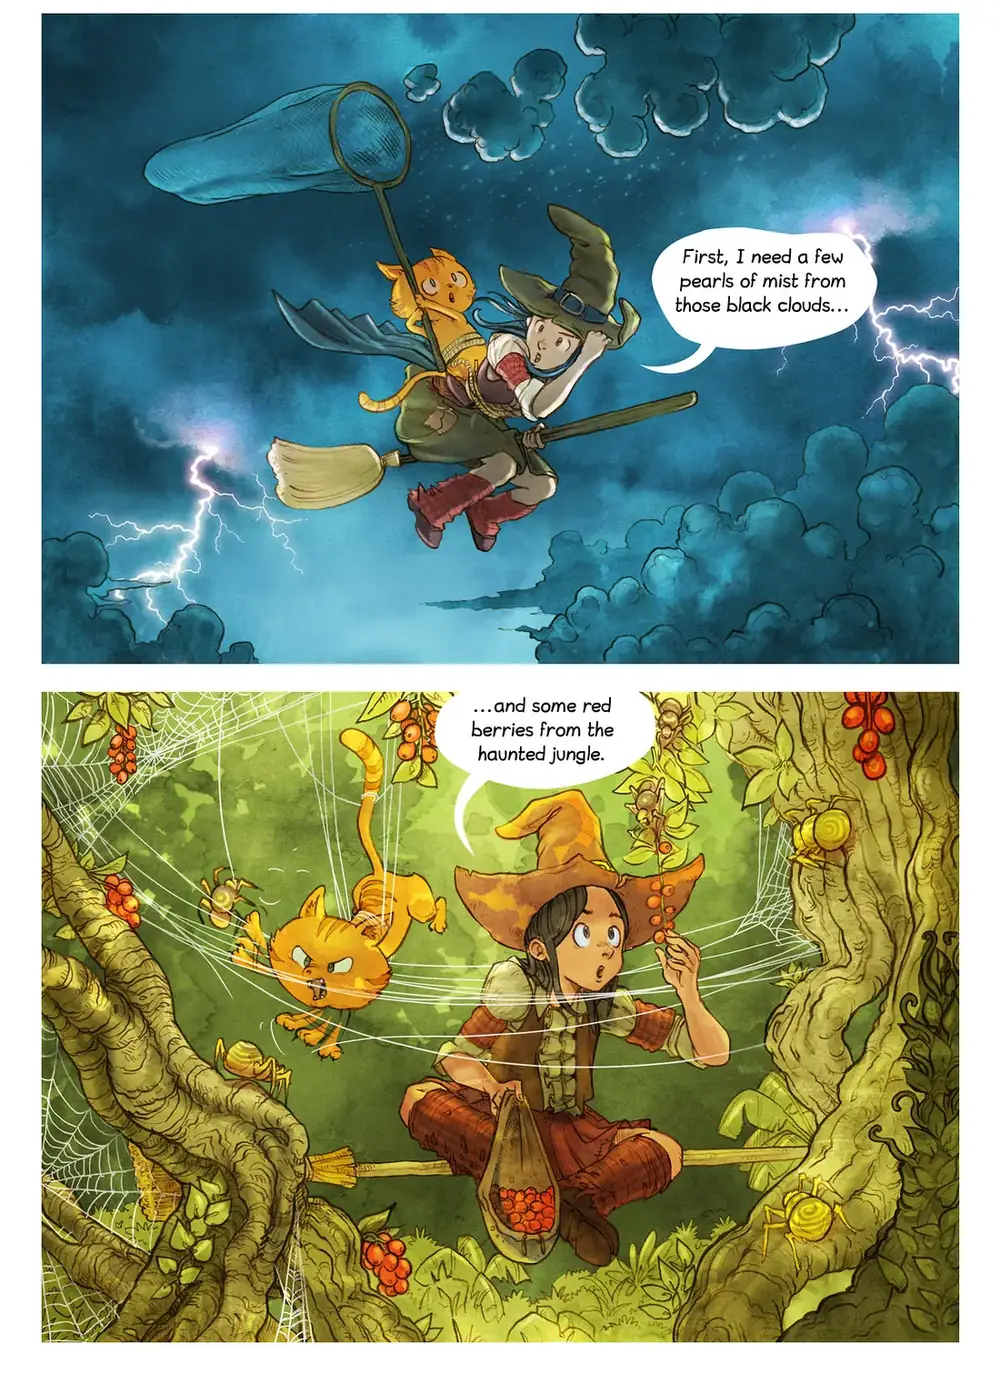 First, I need a few
pearls of mist from
those black clouds...
...and some red
berries from the
haunted jungle.